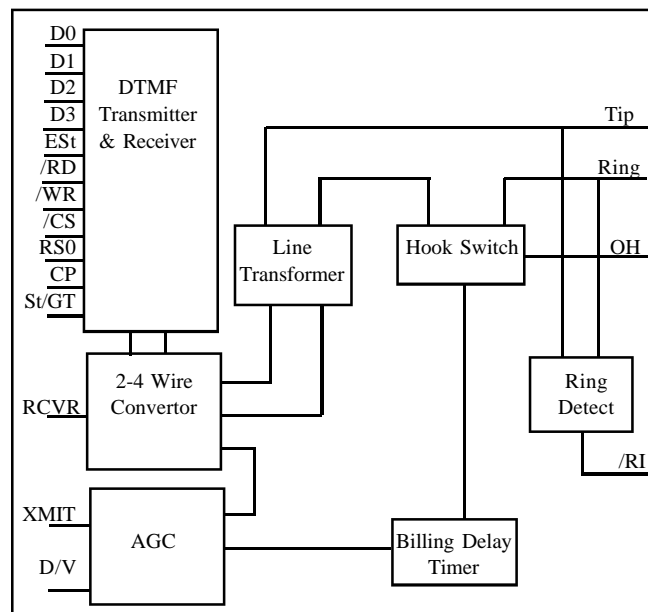 D0
D1
D2
D3
ESt
/RD
/WR
/CS
RS0
CP
St/GT
DTMF
Transmitter
& Receiver
Tip
Ring
Line
Transformer
Hook Switch
OH
RCVR
2-4 Wire
Convertor
Ring
Detect
/RI
XMIT
D/V
AGC
Billing Delay
Timer